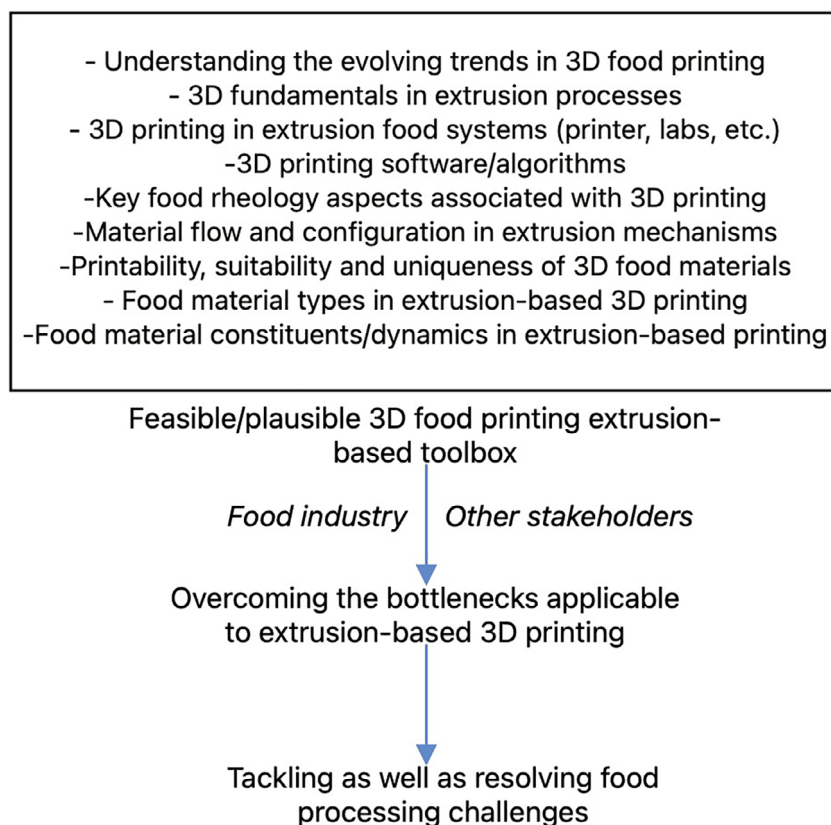 - Understanding the evolving trends in 3D food printing
- 3D fundamentals in extrusion processes
- 3D printing in extrusion food systems (printer, labs, etc.)
-3D printing software/algorithms
-Key food rheology aspects associated with 3D printing
-Material flow and configuration in extrusion mechanisms
-Printability, suitability and uniqueness of 3D food materials
- Food material types in extrusion-based 3D printing
-Food material constituents/dynamics in extrusion-based printing
Feasible/plausible 3D food printing extrusion-
based toolbox
Food industry Other stakeholders
Overcoming the bottlenecks applicable
to extrusion-based 3D printing
Tackling as well as resolving food
processing challenges